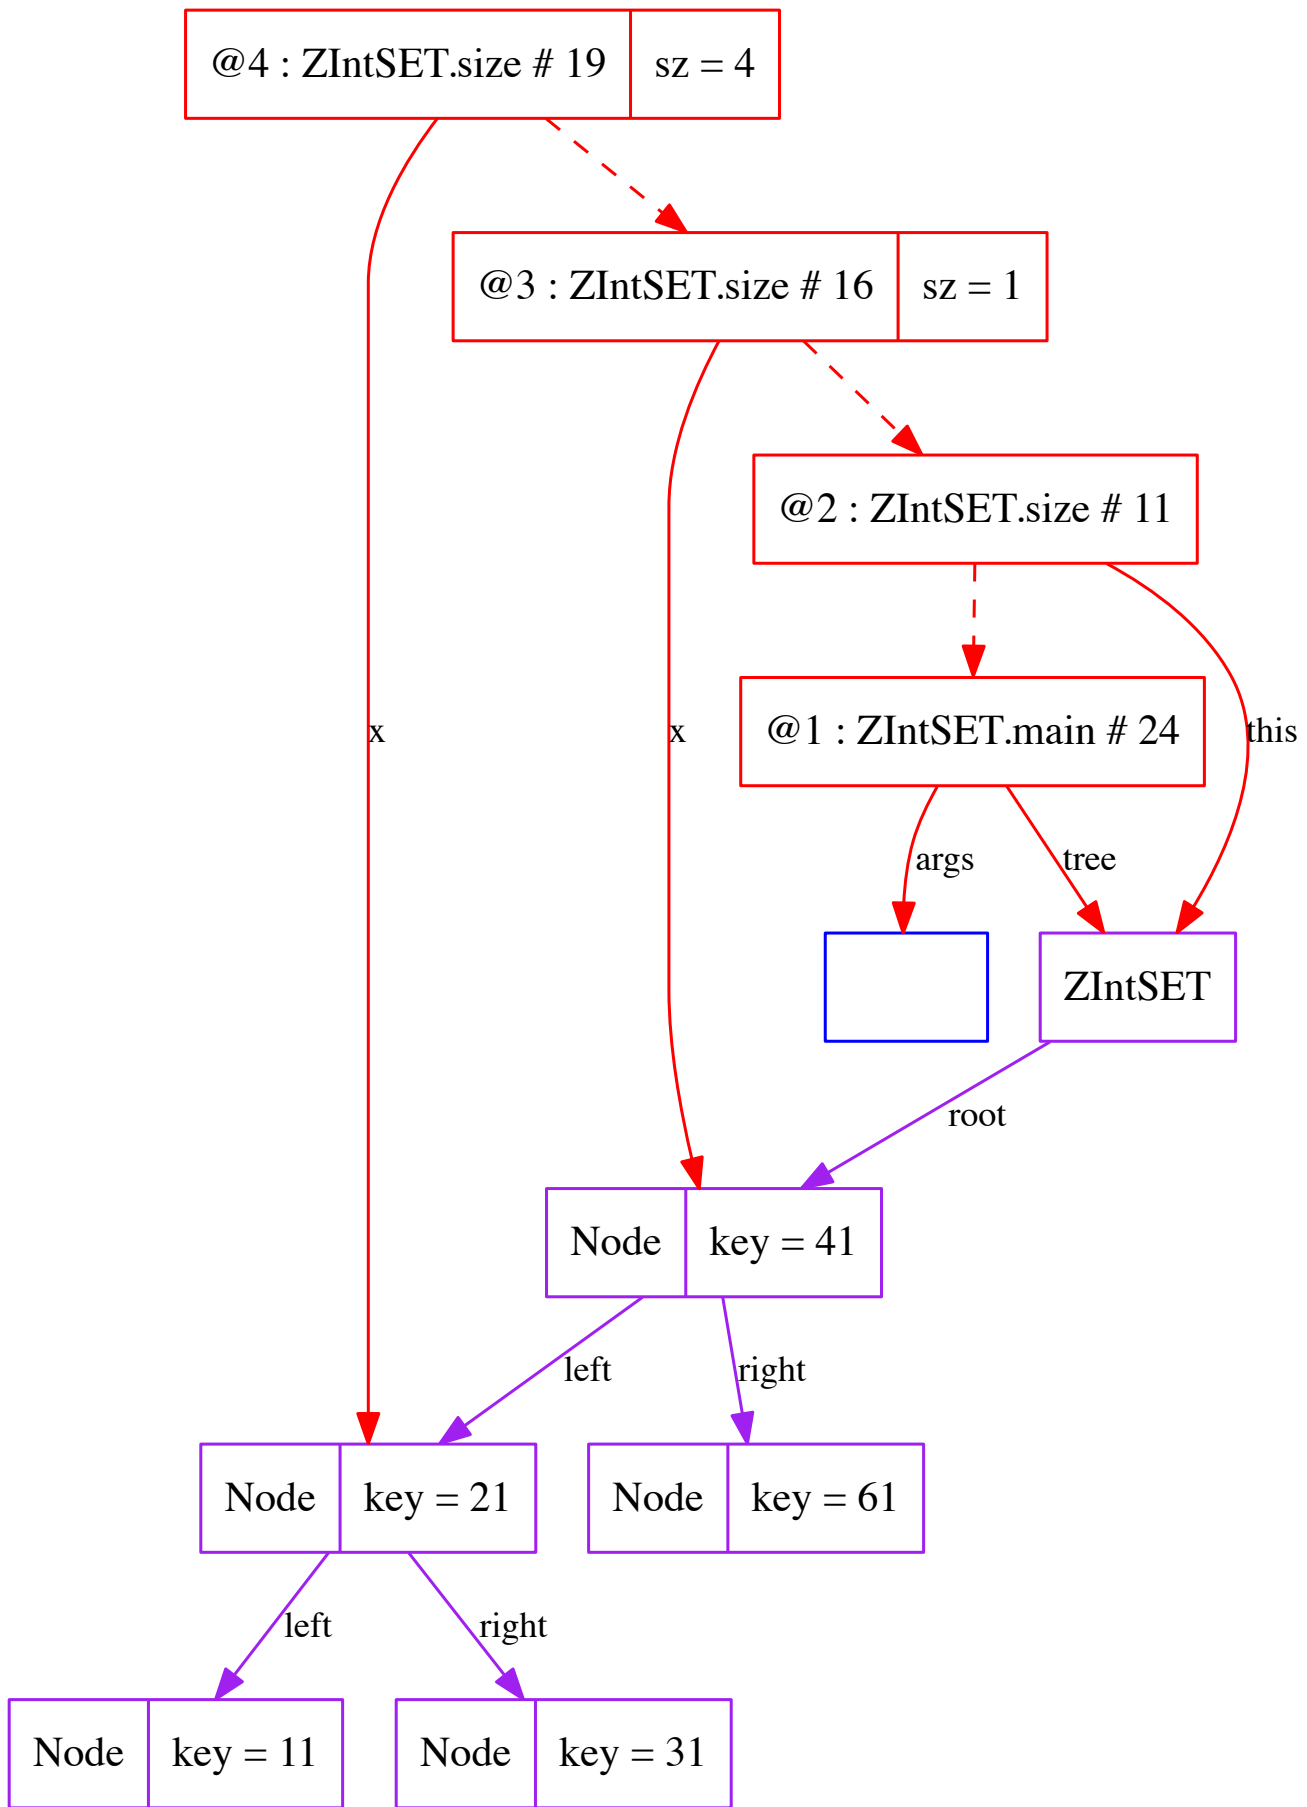 @4 : ZIntSET.size # 19 sz = 4
@3 : ZIntSET.size # 16 sz = 1
@2 : ZIntSET.size # 11
x x @1 : ZIntSET.main # 24 this
args tree
ZIntSET
root
Node key = 41
left right
Node key = 21 Node key = 61
left right
Node key = 11 Node key = 31